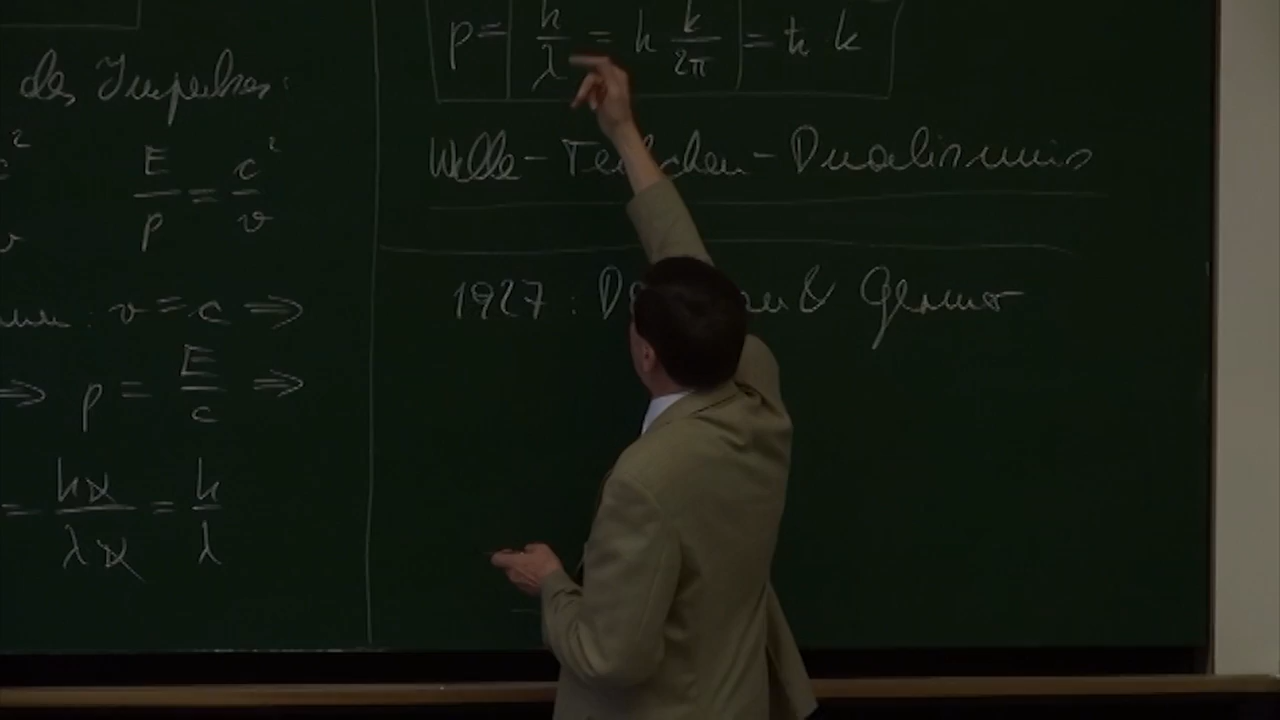 des Impulses:
E/p = c²/v
v = c ⇒
⇒ p = E/c ⇒
= hν/λν = h/λ
p = h/λ = h k/2π = ħ k
Welle-Teilchen-Dualismus
1927: & Germer